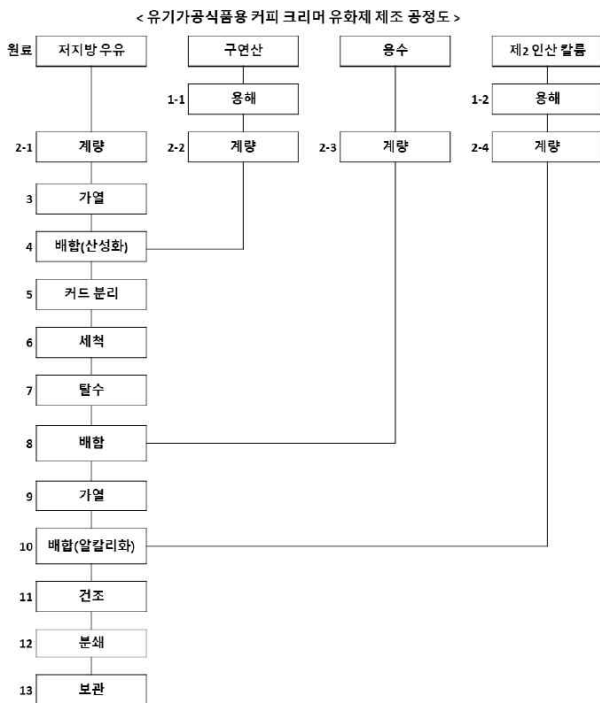 < 유기가공식품용 커피 크리머 유화제 제조 공정도 >
원료 저지방 우유 구연산 용수 제2 인산 칼륨
1-1 용해 1-2 용해
2-1 계량 2-2 계량 2-3 계량 2-4 계량
3 가열
4 배합(산성화)
5 커드 분리
6 세척
7 탈수
8 배합
9 가열
10 배합(알칼리화)
11 건조
12 분쇄
13 보관